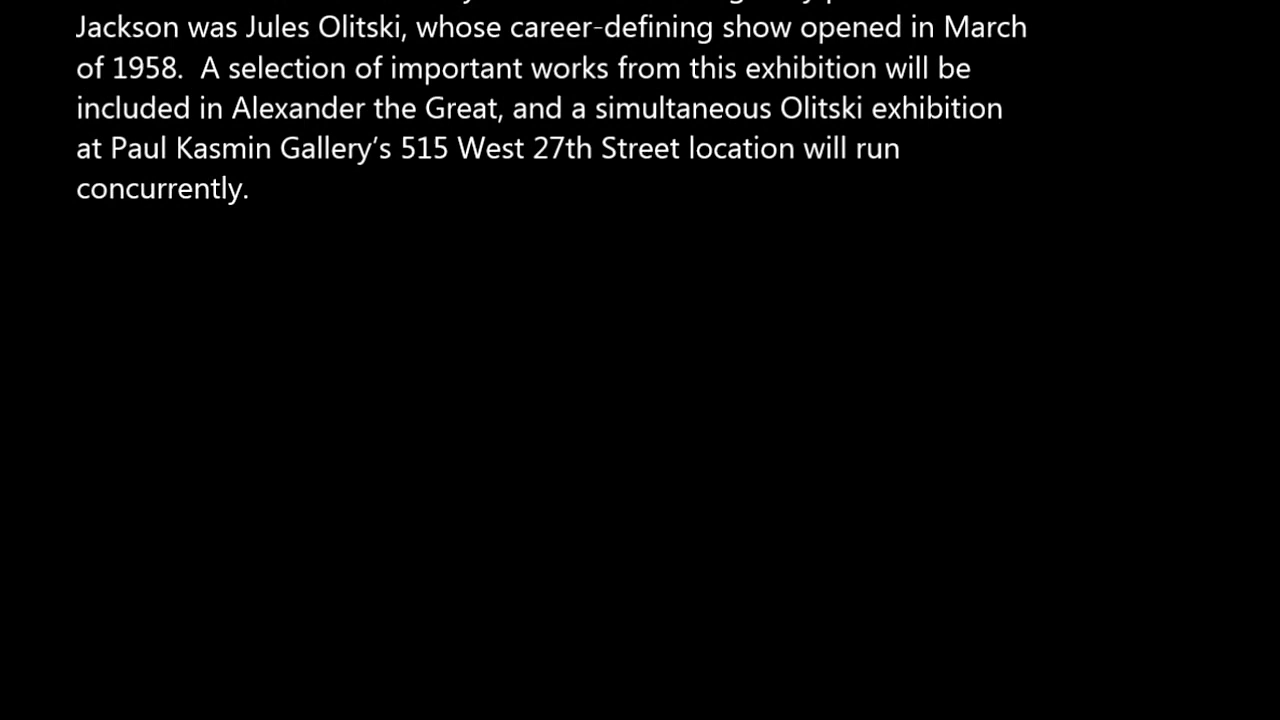 Jackson was Jules Olitski, whose career-defining show opened in March
of 1958.  A selection of important works from this exhibition will be
included in Alexander the Great, and a simultaneous Olitski exhibition
at Paul Kasmin Gallery’s 515 West 27th Street location will run
concurrently.